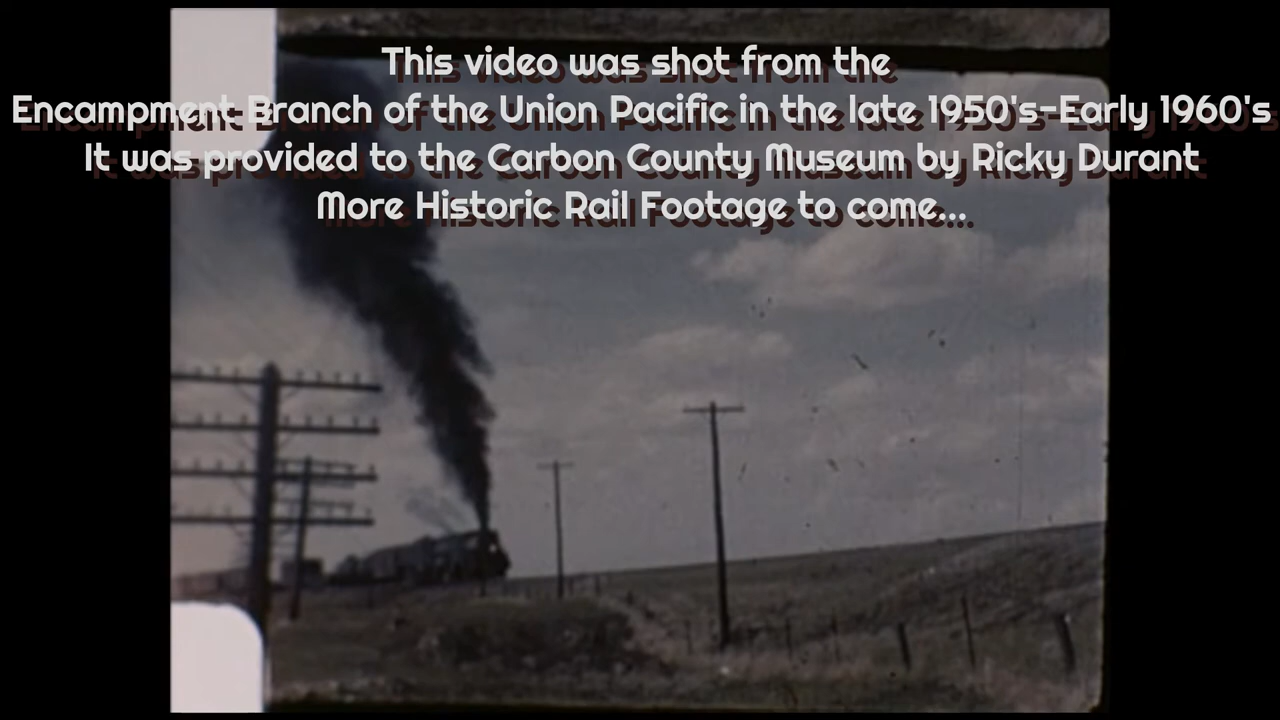 This video was shot from the
Encampment Branch of the Union Pacific in the late 1950's-Early 1960's
It was provided to the Carbon County Museum by Ricky Durant
More Historic Rail Footage to come...